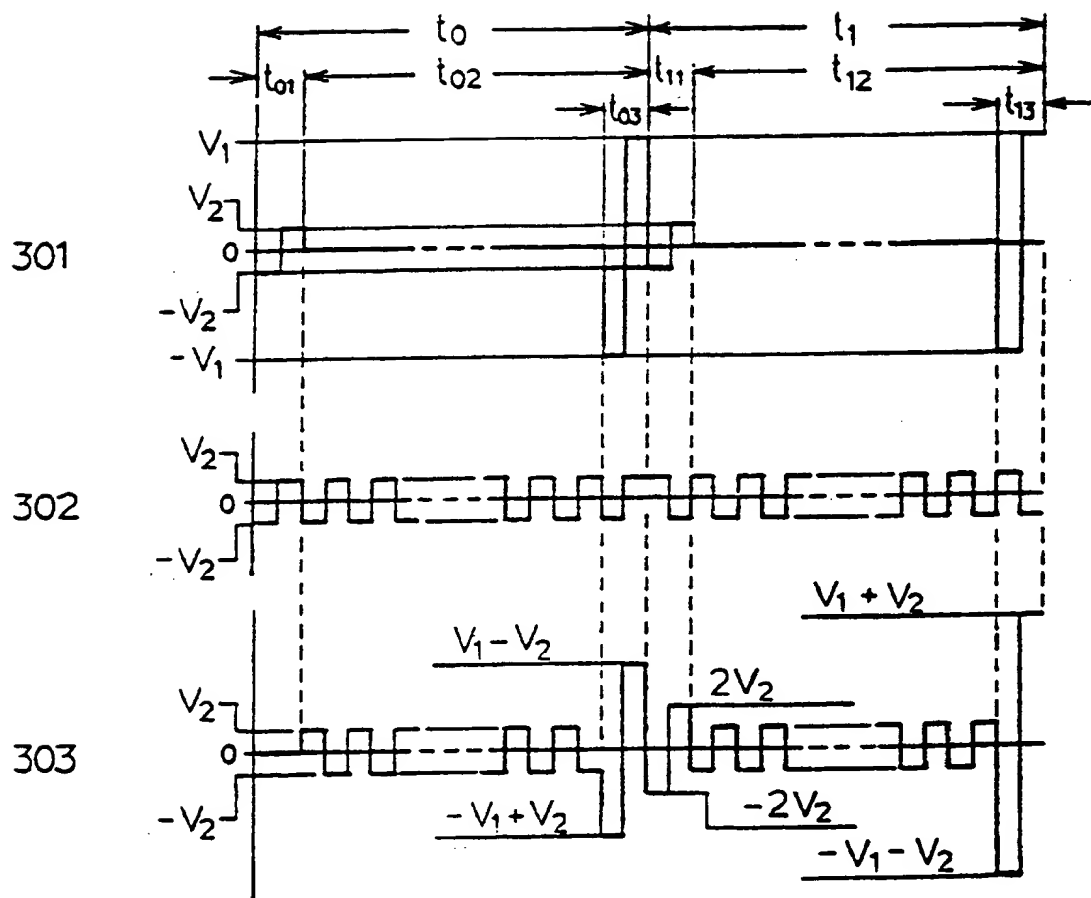 t0 t1
t01 t02 t11 t12
t03 t13
V1
V2
301 0
-V2
-V1
V2
302 0
-V2
V1 + V2
V1 - V2
2V2
V2
303 0
-2V2
-V2 -V1 + V2
-V1 - V2